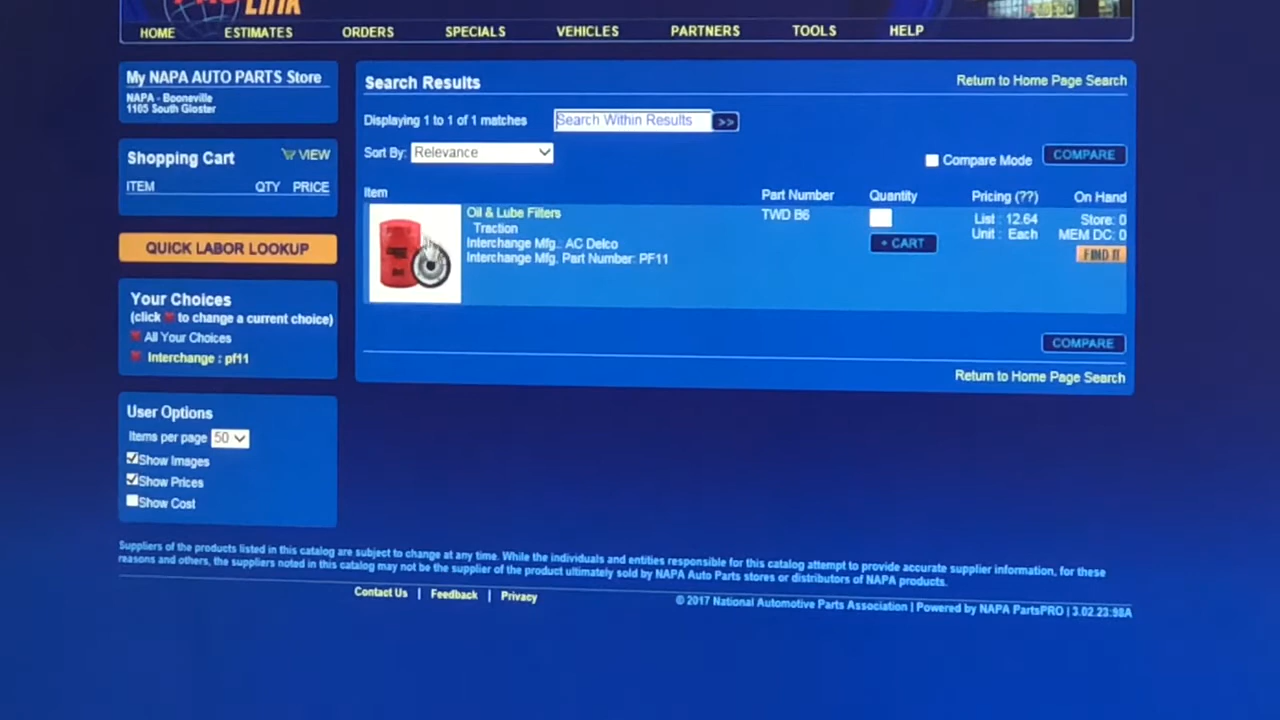 LINK
HOME
ESTIMATES
ORDERS
SPECIALS
VEHICLES
PARTNERS
TOOLS
HELP
My NAPA AUTO PARTS Store
NAPA - Booneville
1105 South Gloster
Shopping Cart
VIEW
ITEM QTY PRICE
QUICK LABOR LOOKUP
Your Choices
(click to change a current choice)
All Your Choices
Interchange : pf11
User Options
Items per page 50
Show Images
Show Prices
Show Cost
Search Results
Return to Home Page Search
Displaying 1 to 1 of 1 matches
Search Within Results >>
Sort By: Relevance
Compare Mode COMPARE
Item Part Number Quantity Pricing (??) On Hand
Oil & Lube Filters
Traction
Interchange Mfg.: AC Delco
Interchange Mfg. Part Number: PF11
TWD B6
+ CART
List : 12.64
Unit : Each
Store: 0
MEM DC: 0
FIND IT
COMPARE
Return to Home Page Search
Suppliers of the products listed in this catalog are subject to change at any time. While the individuals and entities responsible for this catalog attempt to provide accurate supplier information, for these
reasons and others, the suppliers noted in this catalog may not be the supplier of the product ultimately sold by NAPA Auto Parts stores or distributors of NAPA products.
Contact Us | Feedback | Privacy
© 2017 National Automotive Parts Association | Powered by NAPA PartsPRO | 3.02.23.98A